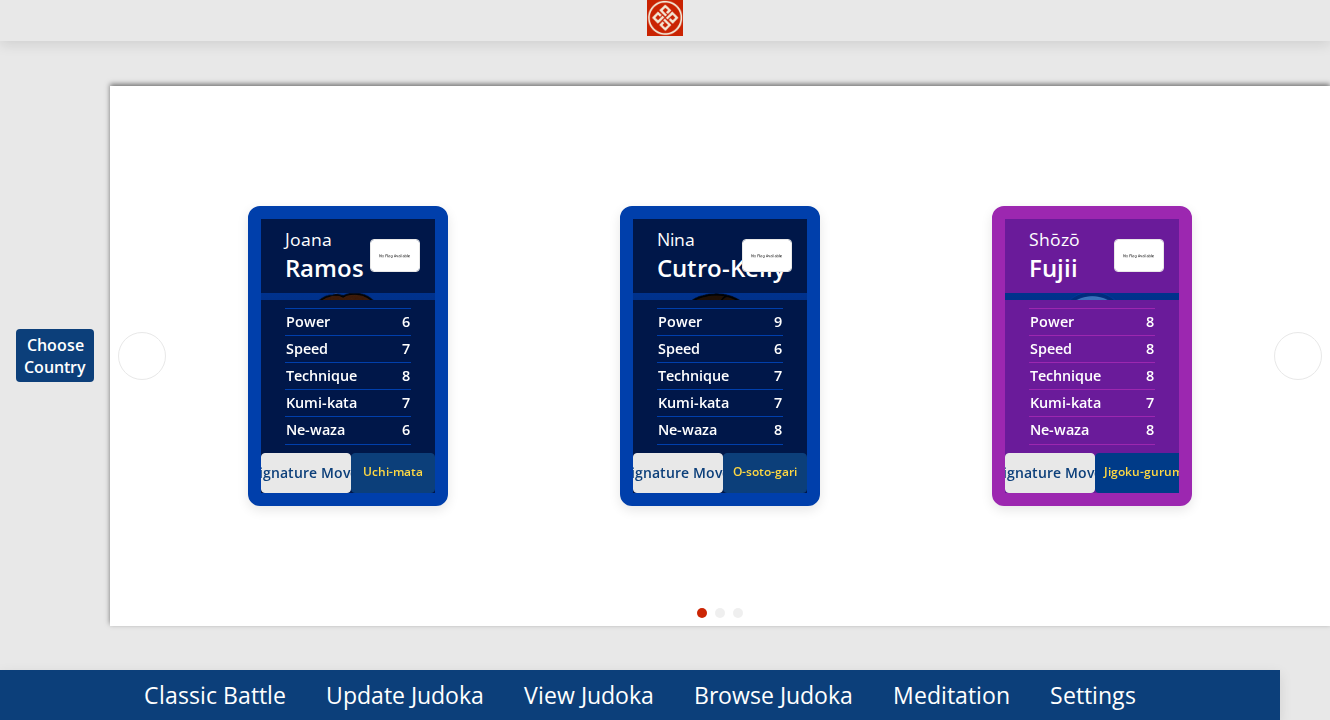 Choose
Country
Joana
Ramos
No Flag Available
Power 6
Speed 7
Technique 8
Kumi-kata 7
Ne-waza 6
ignature Mov
Uchi-mata
Nina
Cutro-Kelly
No Flag Available
Power 9
Speed 6
Technique 7
Kumi-kata 7
Ne-waza 8
ignature Mov
O-soto-gari
Shōzō
Fujii
No Flag Available
Power 8
Speed 8
Technique 8
Kumi-kata 7
Ne-waza 8
ignature Mov
Jigoku-gurum
Classic Battle Update Judoka View Judoka Browse Judoka Meditation Settings